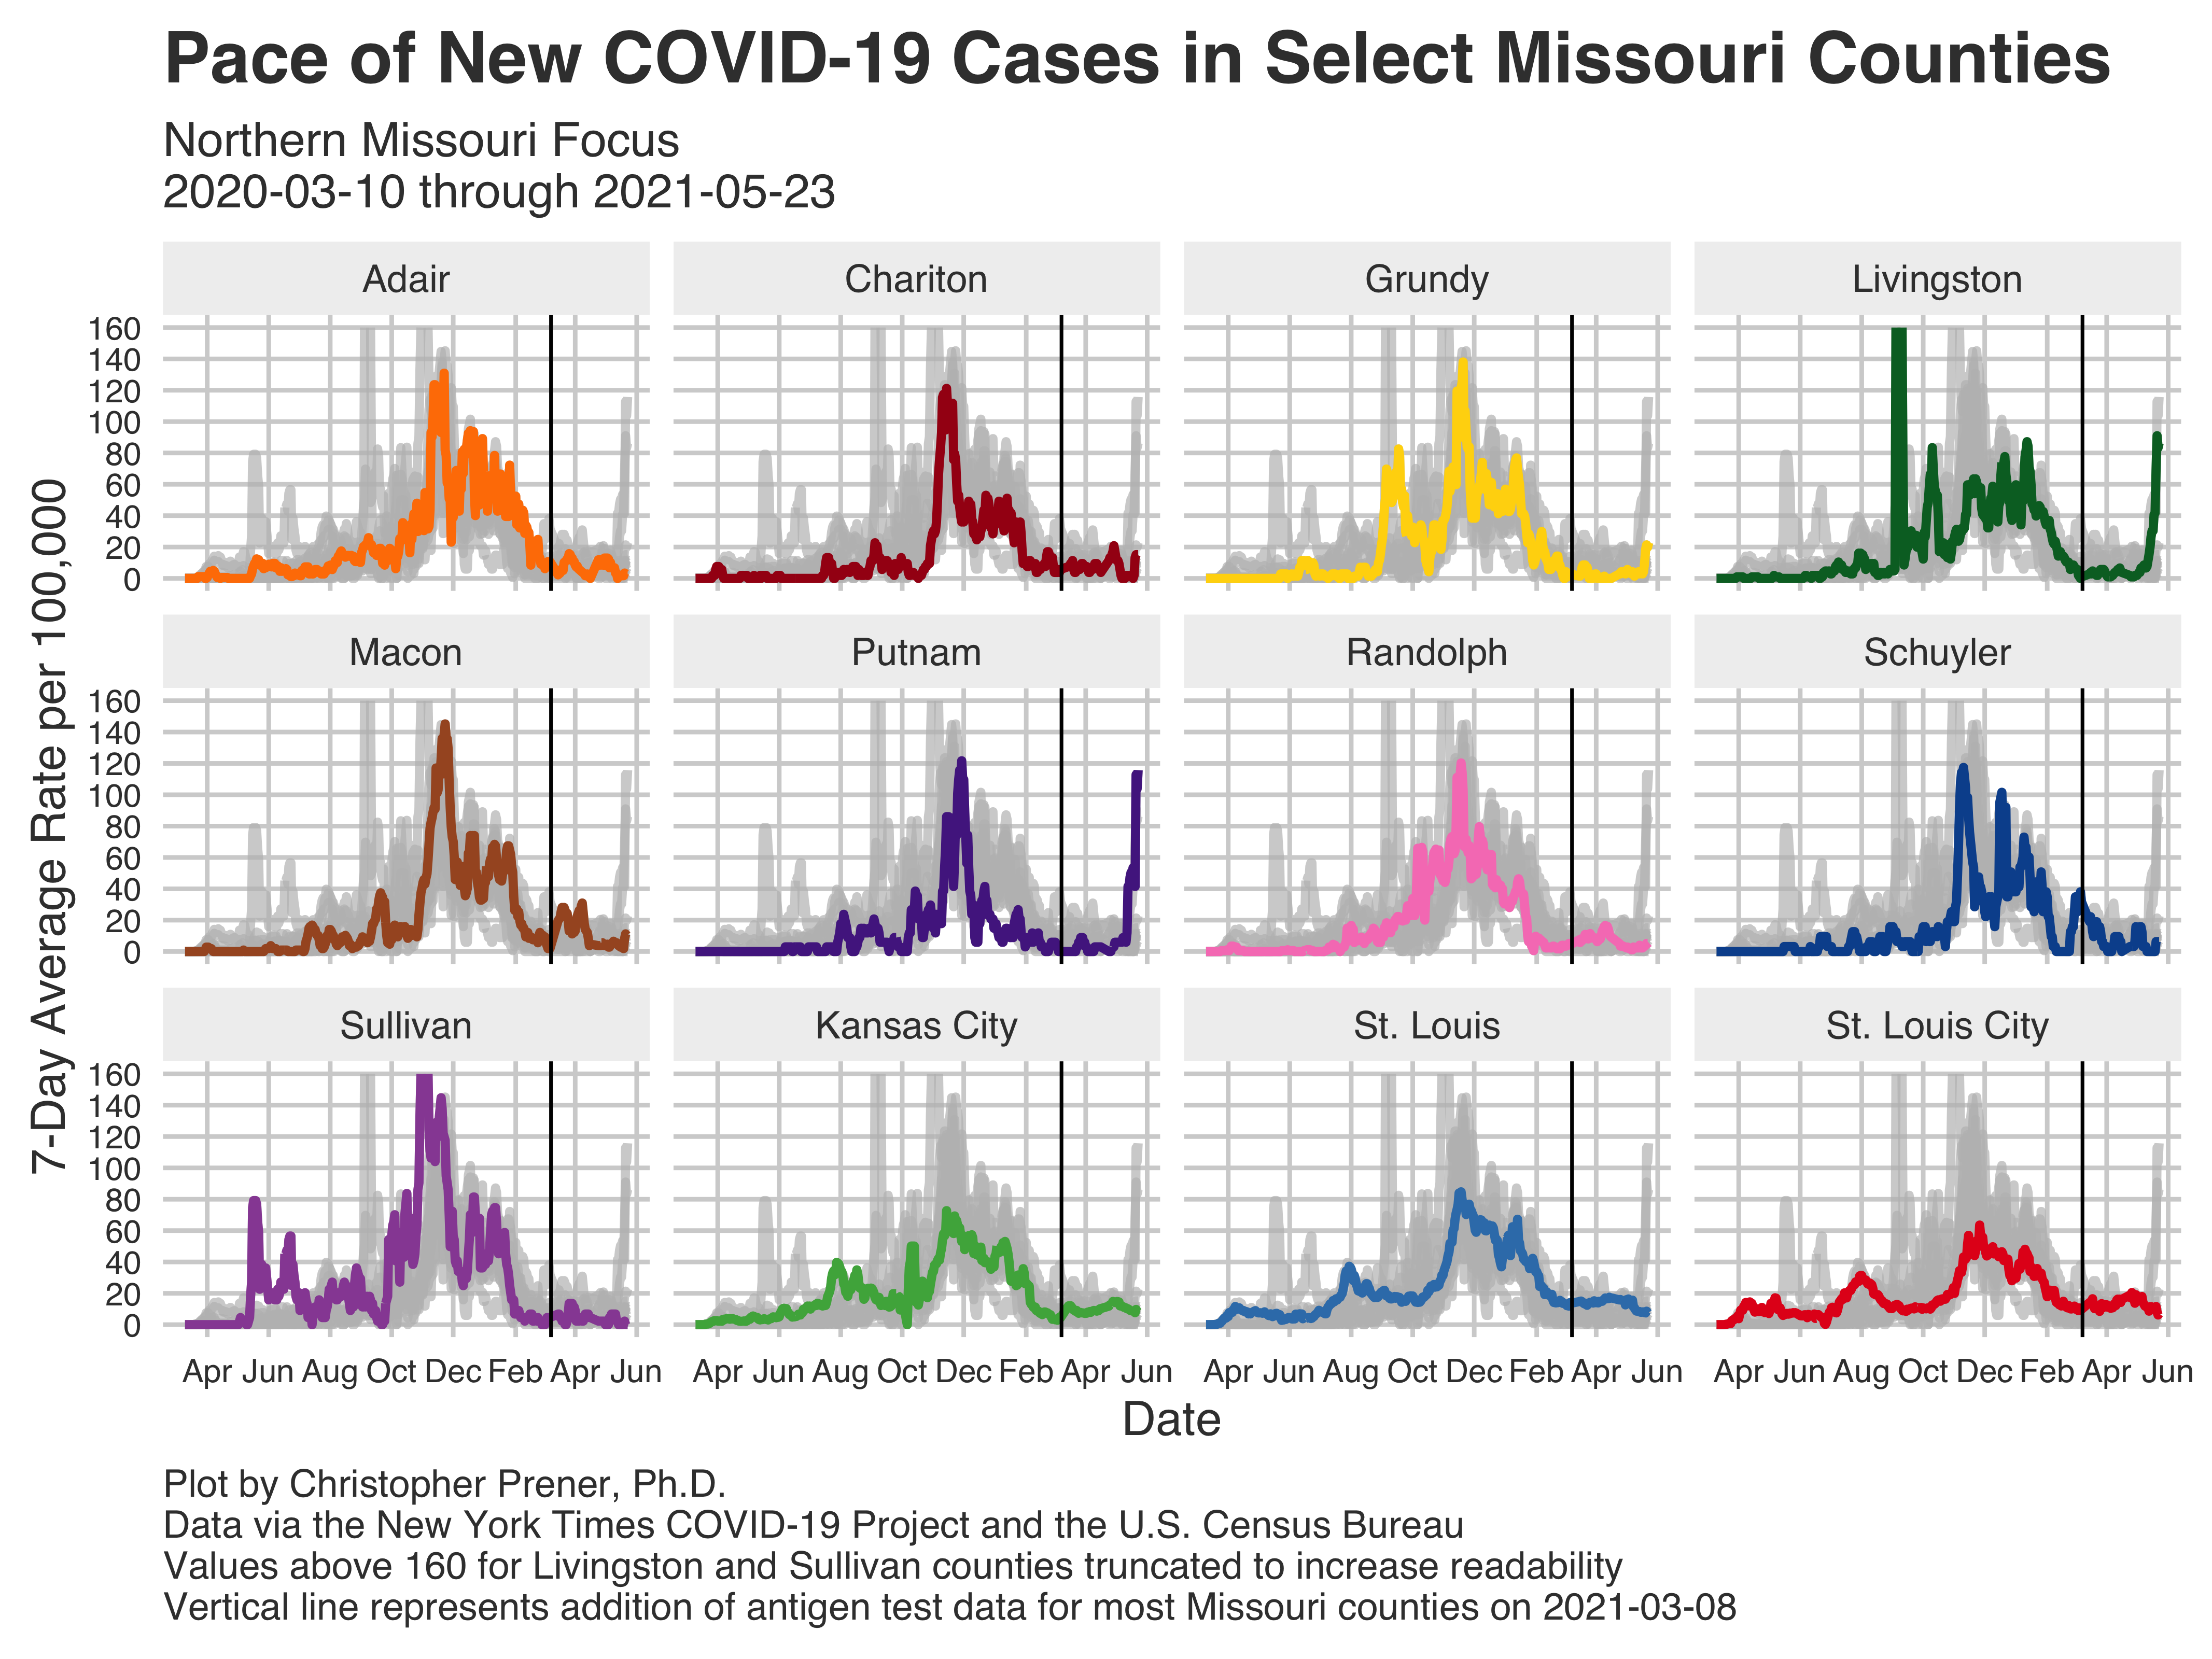 Pace of New COVID-19 Cases in Select Missouri Counties
Northern Missouri Focus
2020-03-10 through 2021-05-23
Adair Chariton Grundy Livingston
160
140
120
100
80
60
40
20
0
Macon Putnam Randolph Schuyler
160
140
120
100
80
60
40
20
0
Sullivan Kansas City St. Louis St. Louis City
160
140
120
100
80
60
40
20
0
7-Day Average Rate per 100,000
Apr Jun Aug Oct Dec Feb Apr Jun Apr Jun Aug Oct Dec Feb Apr Jun Apr Jun Aug Oct Dec Feb Apr Jun Apr Jun Aug Oct Dec Feb Apr Jun
Date
Plot by Christopher Prener, Ph.D.
Data via the New York Times COVID-19 Project and the U.S. Census Bureau
Values above 160 for Livingston and Sullivan counties truncated to increase readability
Vertical line represents addition of antigen test data for most Missouri counties on 2021-03-08